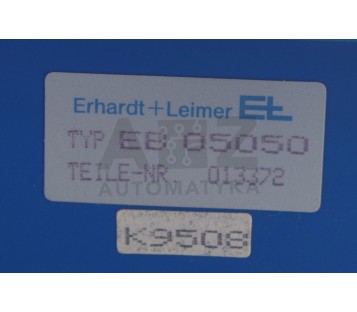 Erhardt+Leimer E+L
TYP EB 05050
TEILE-NR 013372
AUTOMATYKA
K9508